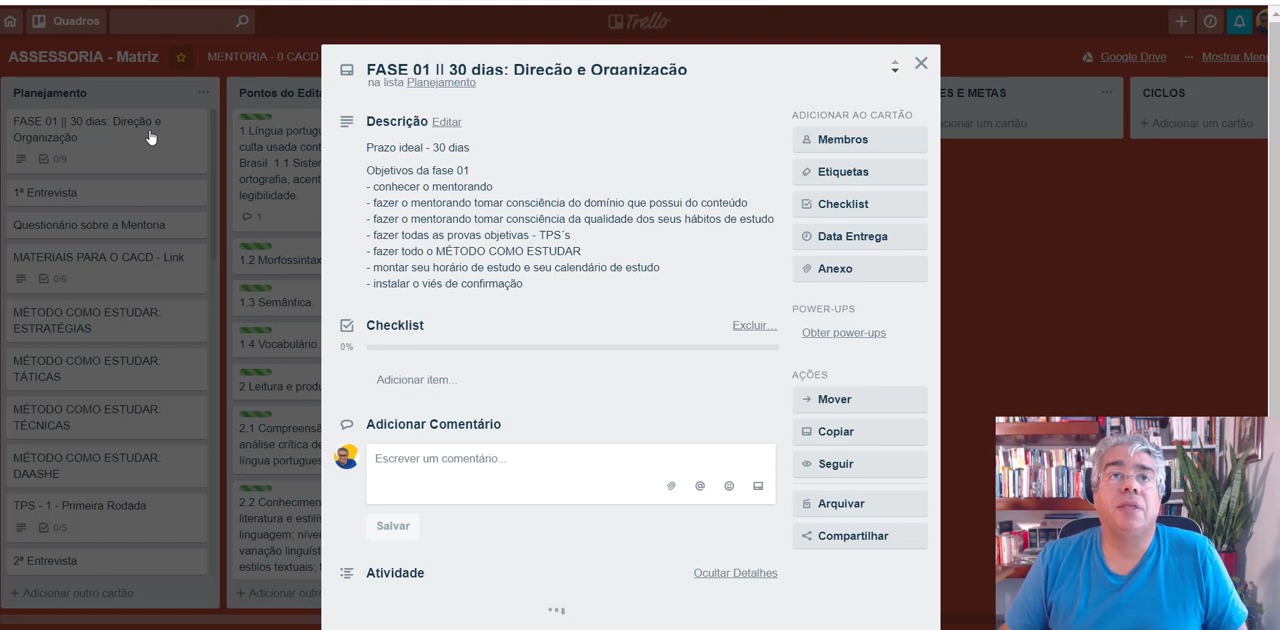 Quadros
Trello
ASSESSORIA - Matriz
MENTORIA - 0 CACD
Google Drive
Mostrar Menu
Planejamento
FASE 01 || 30 dias: Direção e
Organização
0/9
1ª Entrevista
Questionário sobre a Mentoria
MATERIAIS PARA O CACD - Link
0/6
MÉTODO COMO ESTUDAR:
ESTRATÉGIAS
MÉTODO COMO ESTUDAR:
TÁTICAS
MÉTODO COMO ESTUDAR:
TÉCNICAS
MÉTODO COMO ESTUDAR:
DAASHE
TPS - 1 - Primeira Rodada
0/5
2ª Entrevista
+ Adicionar outro cartão
Pontos do Edita
1 Língua portugu
culta usada cont
Brasil. 1.1 Sisten
ortografia, acent
legibilidade.
1
1.2 Morfossintax
1.3 Semântica.
1.4 Vocabulário.
2 Leitura e produ
2.1 Compreensã
análise crítica de
língua portugues
2.2 Conhecimen
literatura e estilís
linguagem; nívei
variação linguíst
estilos textuais; f
+ Adicionar outro
FASE 01 || 30 dias: Direção e Organização
na lista Planejamento
Descrição Editar
Prazo ideal - 30 dias
Objetivos da fase 01
- conhecer o mentorando
- fazer o mentorando tomar consciência do domínio que possui do conteúdo
- fazer o mentorando tomar consciência da qualidade dos seus hábitos de estudo
- fazer todas as provas objetivas - TPS´s
- fazer todo o MÉTODO COMO ESTUDAR
- montar seu horário de estudo e seu calendário de estudo
- instalar o viés de confirmação
Checklist
Excluir...
0%
Adicionar item...
Adicionar Comentário
Escrever um comentário...
Salvar
Atividade
Ocultar Detalhes
ADICIONAR AO CARTÃO
Membros
Etiquetas
Checklist
Data Entrega
Anexo
POWER-UPS
Obter power-ups
AÇÕES
Mover
Copiar
Seguir
Arquivar
Compartilhar
ES E METAS
cionar um cartão
CICLOS
+ Adicionar um cartão